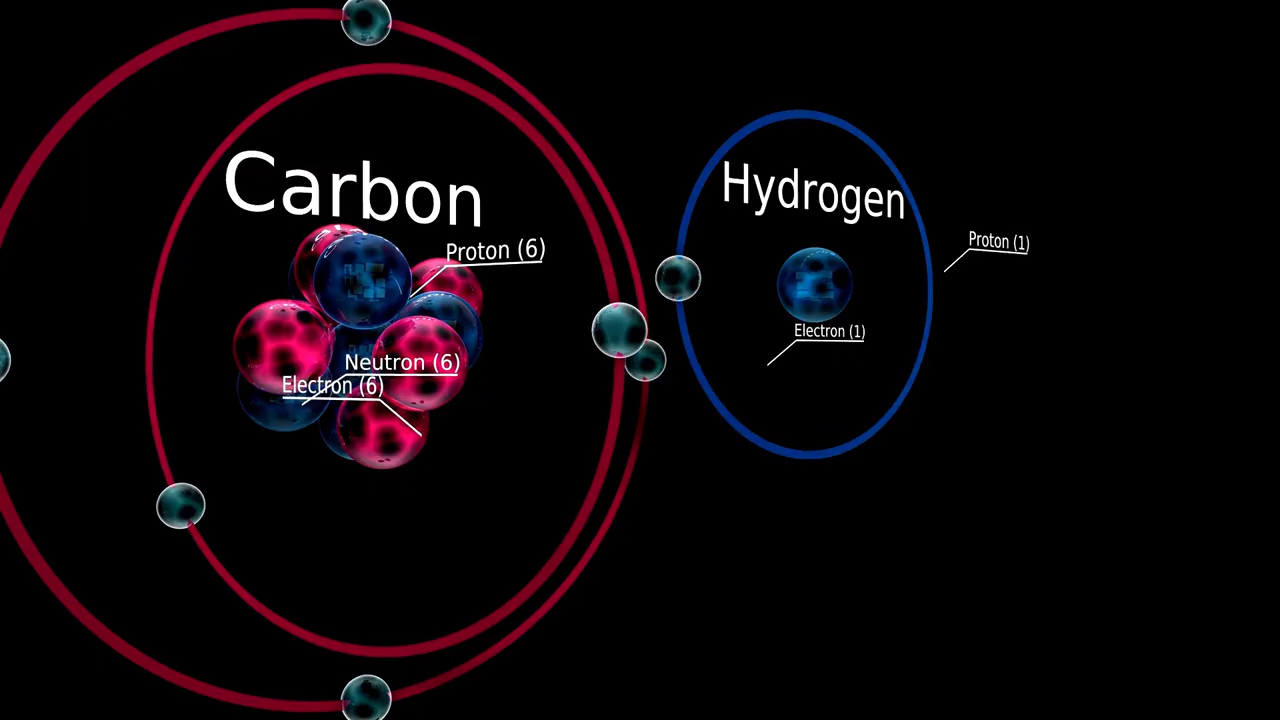 Carbon
Proton (6)
Neutron (6)
Electron (6)
Hydrogen
Proton (1)
Electron (1)